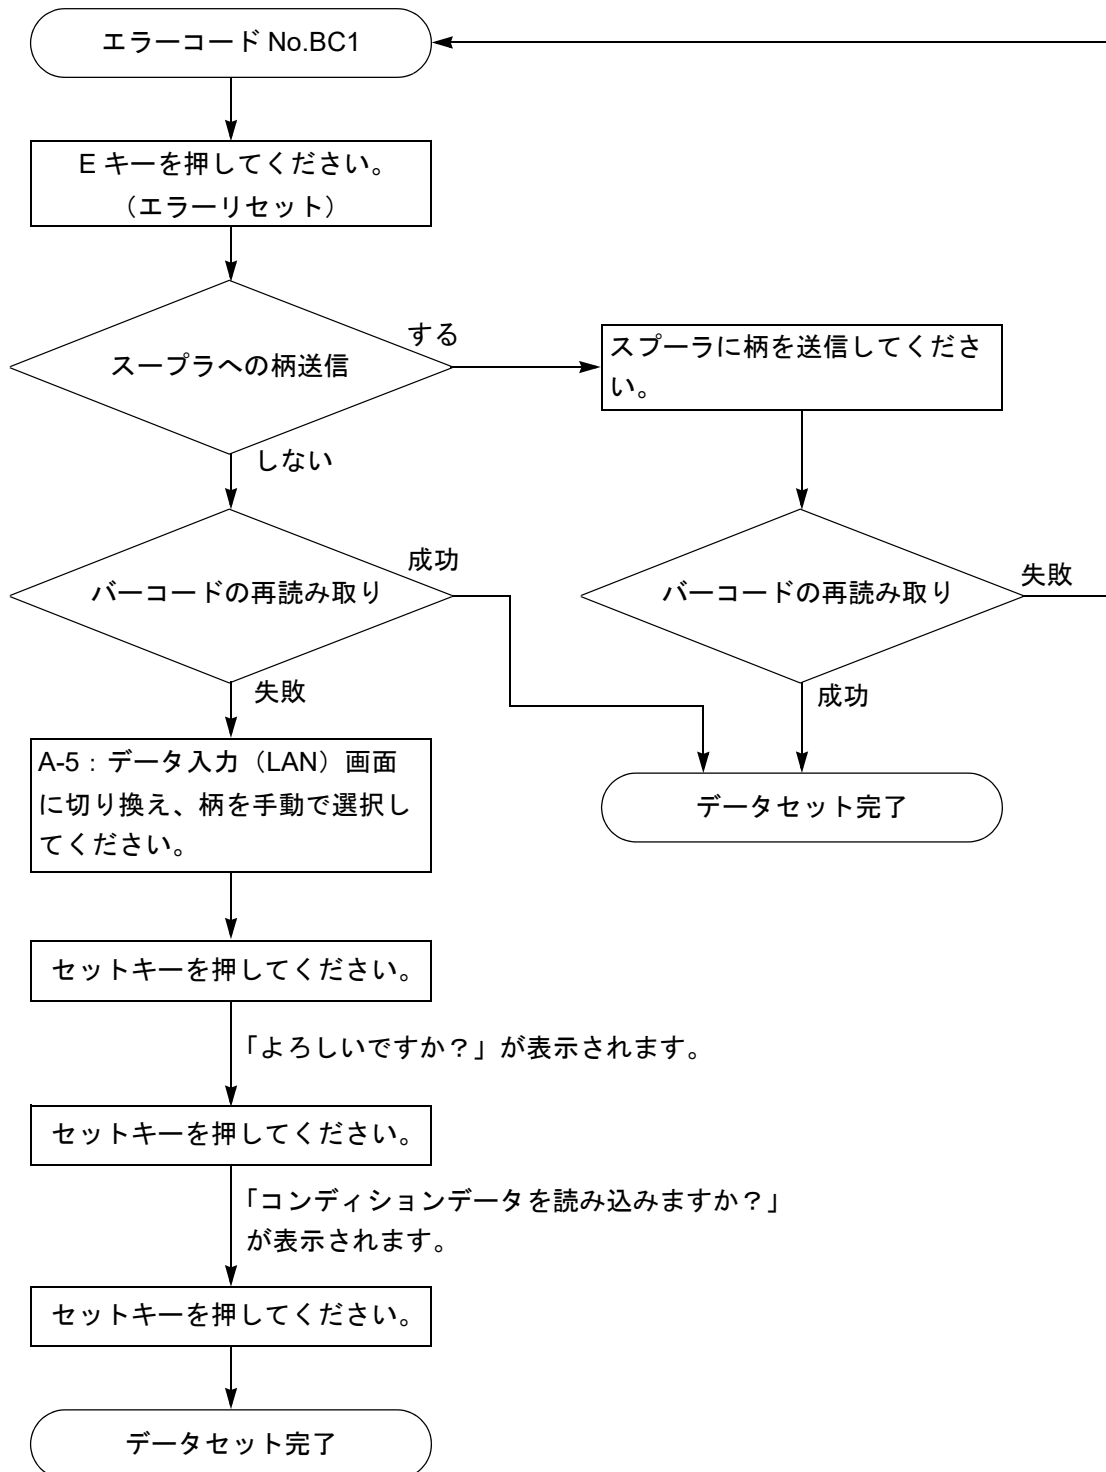 エラーコード No.BC1
E キーを押してください。
（エラーリセット）
スープラへの柄送信
する
スプーラに柄を送信してくださ
い。
しない
バーコードの再読み取り
成功
バーコードの再読み取り
失敗
失敗
成功
A-5：データ入力（LAN）画面
に切り換え、柄を手動で選択し
てください。
データセット完了
セットキーを押してください。
「よろしいですか？」が表示されます。
セットキーを押してください。
「コンディションデータを読み込みますか？」
が表示されます。
セットキーを押してください。
データセット完了